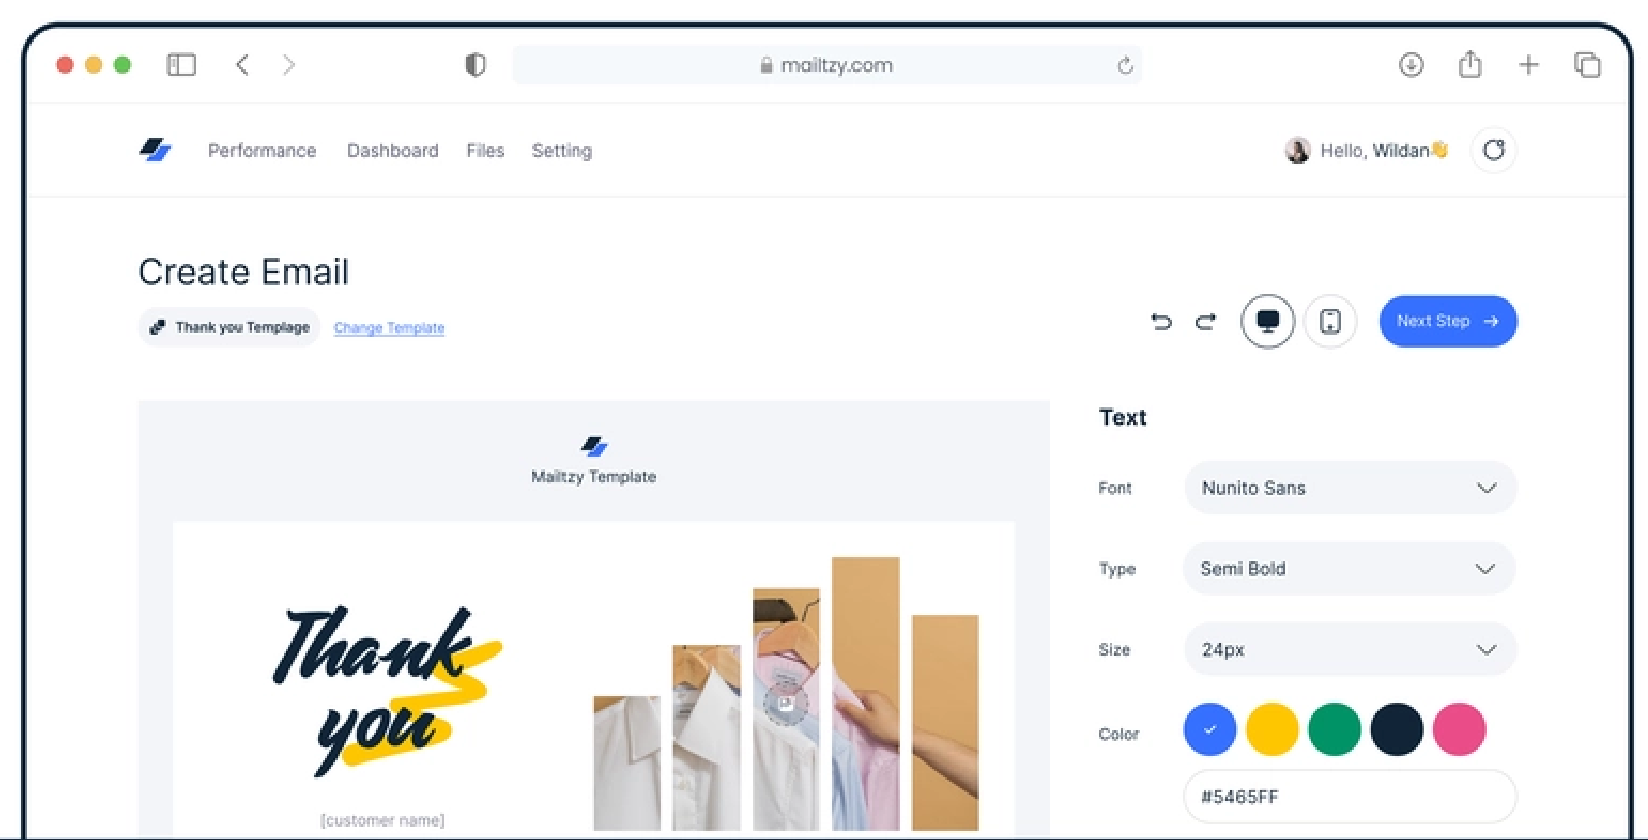 mailtzy.com
Performance Dashboard Files Setting
Hello, Wildan👋
Create Email
Thank you Templage Change Template
Next Step →
Mailtzy Template
Text
Font Nunito Sans
Type Semi Bold
Size 24px
Color
#5465FF
Thank
you
[customer name]